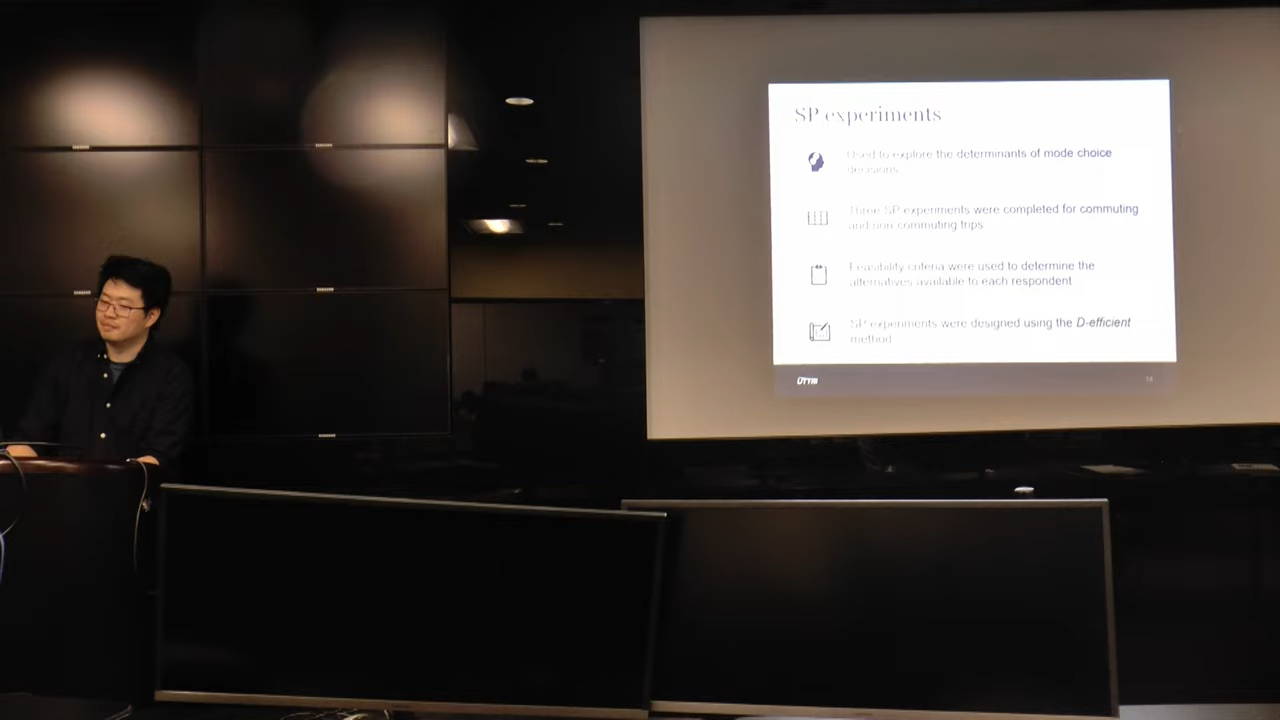 SP experiments
Used to explore the determinants of mode choice
decisions
Three SP experiments were completed for commuting
and non-commuting trips
Feasibility criteria were used to determine the
alternatives available to each respondent
SP experiments were designed using the D-efficient
method
UTTRI